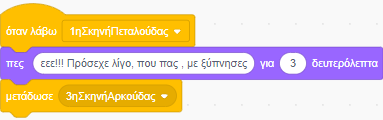 όταν λάβω 1ηΣκηνήΠεταλούδας
πες εεε!!! Πρόσεχε λίγο, που πας , με ξύπνησες για 3 δευτερόλεπτα
μετάδωσε 3ηΣκηνήΑρκούδας